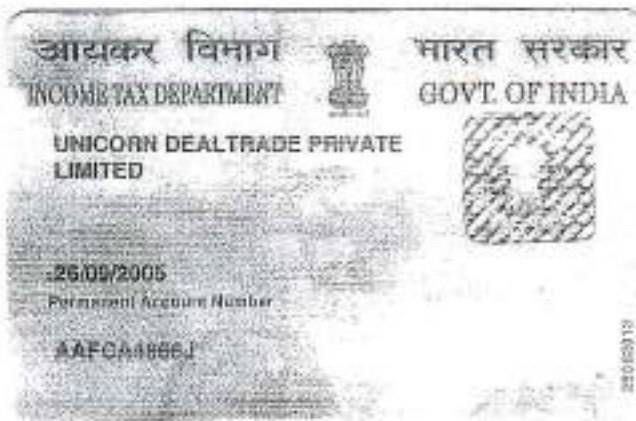 आयकर विभाग
भारत सरकार
INCOME TAX DEPARTMENT
GOVT. OF INDIA
UNICORN DEALTRADE PRIVATE
LIMITED
26/09/2005
Permanent Account Number